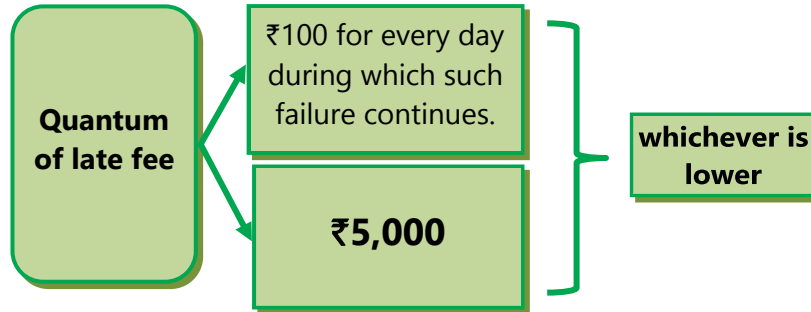 Quantum
of late fee
₹100 for every day
during which such
failure continues.
₹5,000
whichever is
lower